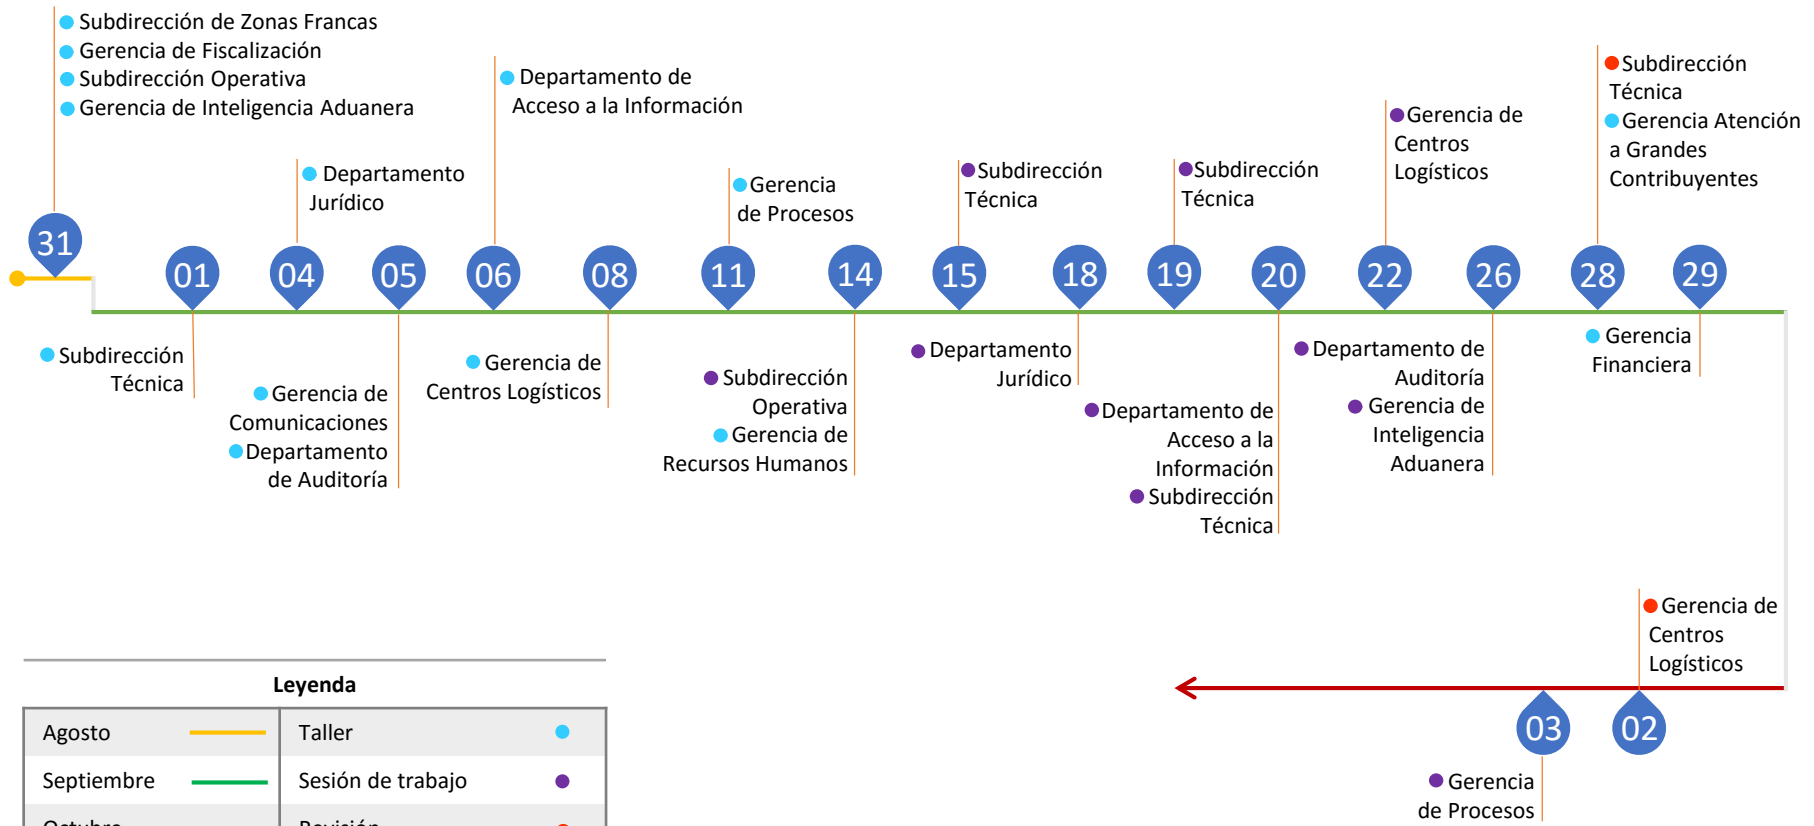 Subdirección de Zonas Francas
Gerencia de Fiscalización
Subdirección Operativa
Gerencia de Inteligencia Aduanera
Departamento de
Acceso a la Información
Subdirección
Técnica
Gerencia Atención
a Grandes
Contribuyentes
Gerencia de
Centros
Logísticos
Departamento
Jurídico
Gerencia
de Procesos
Subdirección
Técnica
Subdirección
Técnica
31
01
04
05
06
08
11
14
15
18
19
20
22
26
28
29
Subdirección
Técnica
Gerencia de
Comunicaciones
Departamento
de Auditoría
Gerencia de
Centros Logísticos
Subdirección
Operativa
Gerencia de
Recursos Humanos
Departamento
Jurídico
Departamento de
Acceso a la
Información
Subdirección
Técnica
Departamento de
Auditoría
Gerencia de
Inteligencia
Aduanera
Gerencia
Financiera
Gerencia de
Centros
Logísticos
03
02
Gerencia
de Procesos
Leyenda
Agosto
Taller
Septiembre
Sesión de trabajo
Octubre
Revisión